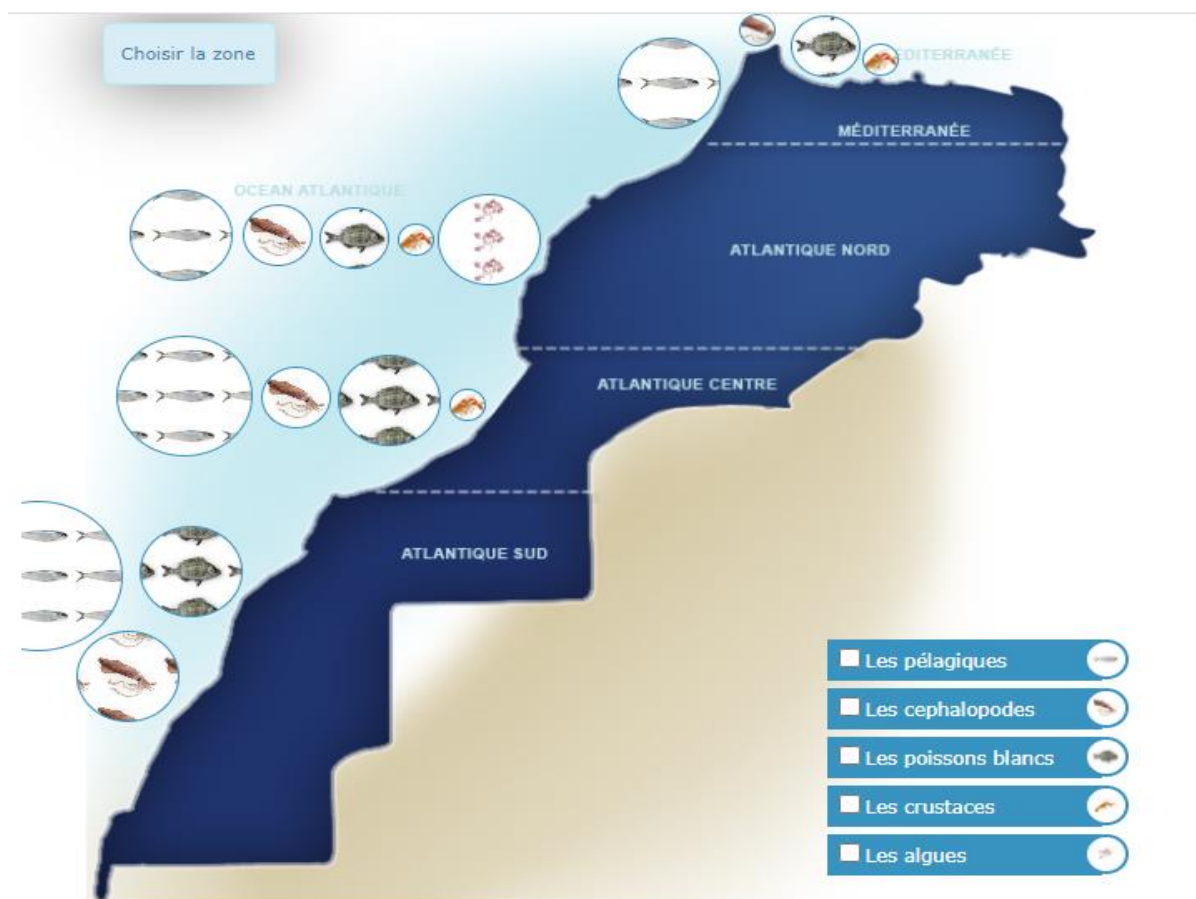 Choisir la zone
MÉDITERRANÉE
OCEAN ATLANTIQUE
ATLANTIQUE NORD
ATLANTIQUE CENTRE
ATLANTIQUE SUD
Les pélagiques
Les cephalopodes
Les poissons blancs
Les crustaces
Les algues